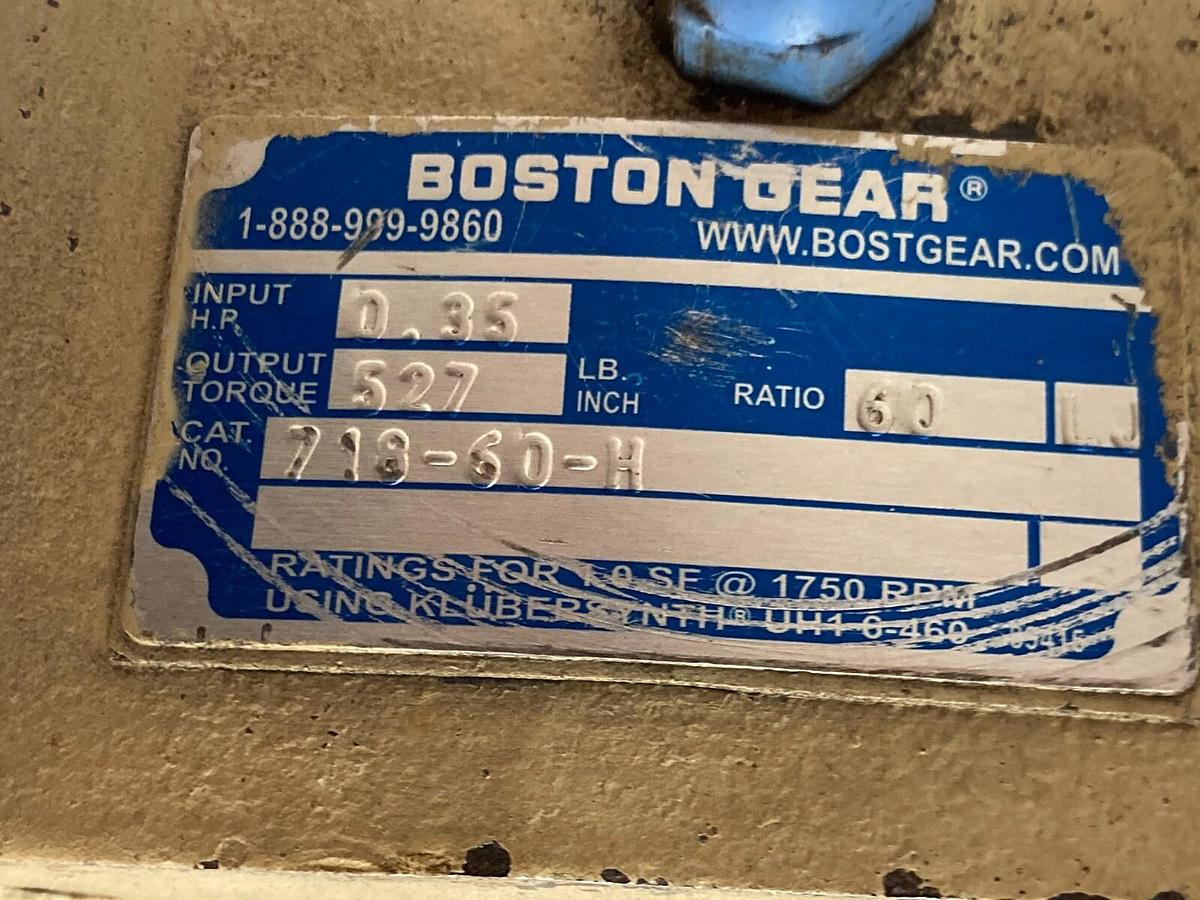 BOSTON GEAR®
1-888-999-9860
WWW.BOSTGEAR.COM
INPUT H.P. 0.35
OUTPUT TORQUE 527 LB. INCH
RATIO 60 LJ
CAT. NO. 718-60-H
RATINGS FOR 1.0 SF @ 1750 RPM
USING KLÜBERSYNTH® UH1 6-460